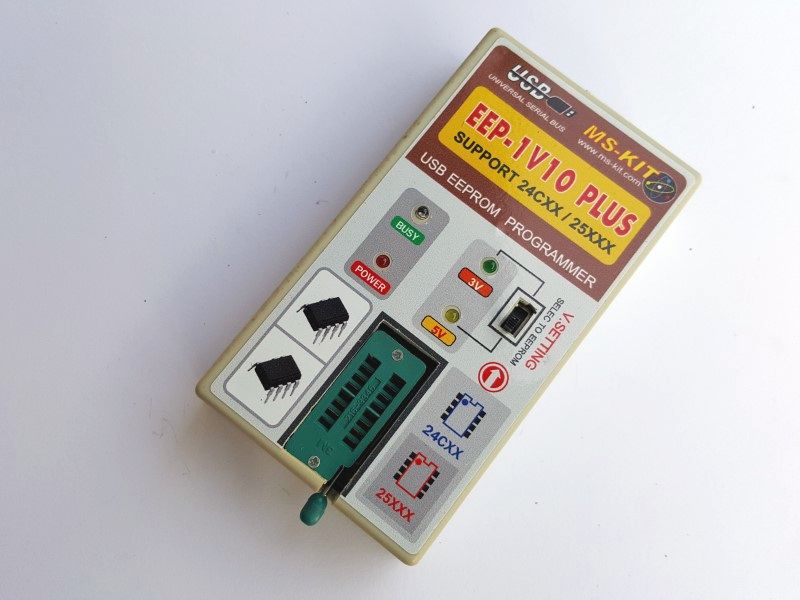 USB
UNIVERSAL SERIAL BUS
MS-KIT
www.ms-kit.com
EEP-1V10 PLUS
SUPPORT 24CXX / 25XXX
USB EEPROM PROGRAMMER
BUSY
POWER
3V
5V
V.SETTING
SELEC TO EEPROM
24CXX
25XXX